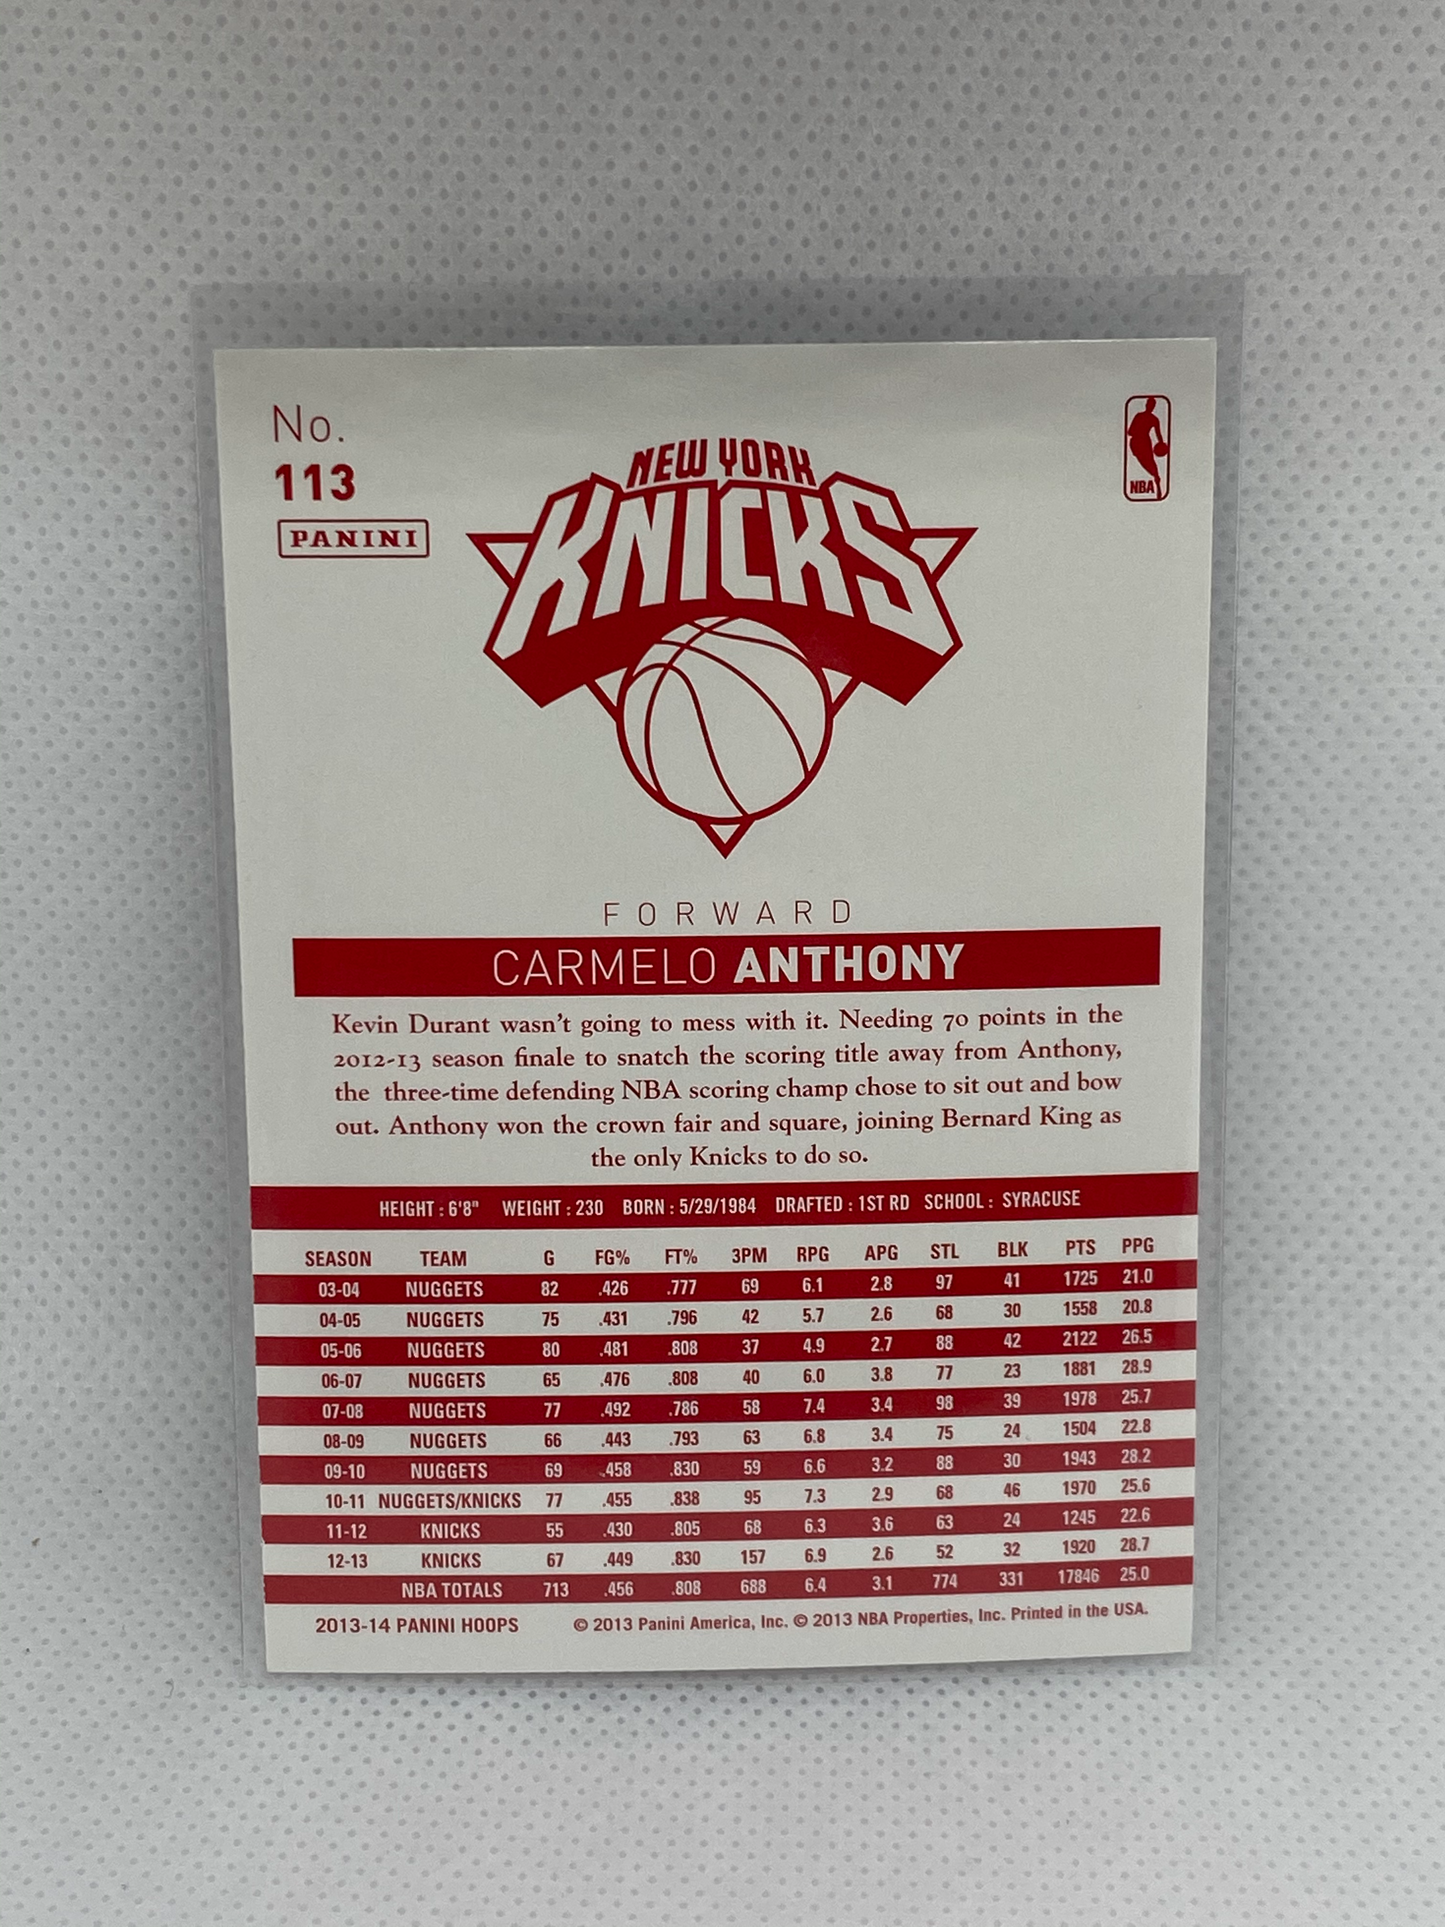 No.
113
PANINI
NEW YORK
KNICKS
NBA
FORWARD
CARMELO ANTHONY
Kevin Durant wasn't going to mess with it. Needing 70 points in the
2012-13 season finale to snatch the scoring title away from Anthony,
the three-time defending NBA scoring champ chose to sit out and bow
out. Anthony won the crown fair and square, joining Bernard King as
the only Knicks to do so.
HEIGHT : 6'8" WEIGHT : 230 BORN : 5/29/1984 DRAFTED : 1ST RD SCHOOL : SYRACUSE
SEASON TEAM G FG% FT% 3PM RPG APG STL BLK PTS PPG
03-04 NUGGETS 82 .426 .777 69 6.1 2.8 97 41 1725 21.0
04-05 NUGGETS 75 .431 .796 42 5.7 2.6 68 30 1558 20.8
05-06 NUGGETS 80 .481 .808 37 4.9 2.7 88 42 2122 26.5
06-07 NUGGETS 65 .476 .808 40 6.0 3.8 77 23 1881 28.9
07-08 NUGGETS 77 .492 .786 58 7.4 3.4 98 39 1978 25.7
08-09 NUGGETS 66 .443 .793 63 6.8 3.4 75 24 1504 22.8
09-10 NUGGETS 69 .458 .830 59 6.6 3.2 88 30 1943 28.2
10-11 NUGGETS/KNICKS 77 .455 .838 95 7.3 2.9 68 46 1970 25.6
11-12 KNICKS 55 .430 .805 68 6.3 3.6 63 24 1245 22.6
12-13 KNICKS 67 .449 .830 157 6.9 2.6 52 32 1920 28.7
NBA TOTALS 713 .456 .808 688 6.4 3.1 774 331 17846 25.0
2013-14 PANINI HOOPS © 2013 Panini America, Inc. © 2013 NBA Properties, Inc. Printed in the USA.